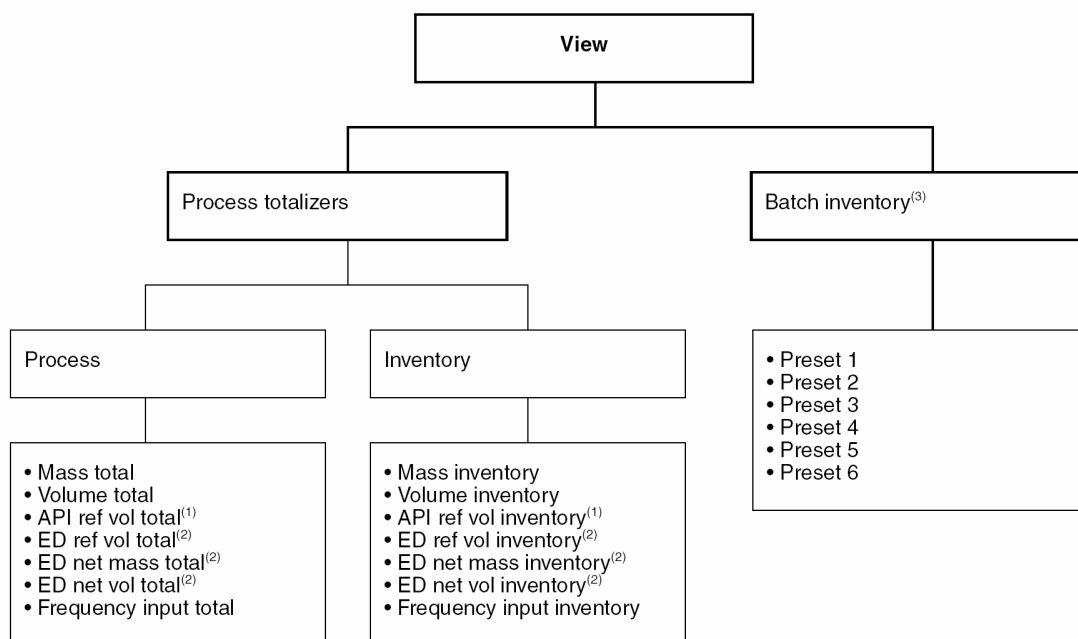 View
Process totalizers
Batch inventory(3)
Process
Inventory
• Preset 1
• Preset 2
• Preset 3
• Preset 4
• Preset 5
• Preset 6
• Mass total
• Volume total
• API ref vol total(1)
• ED ref vol total(2)
• ED net mass total(2)
• ED net vol total(2)
• Frequency input total
• Mass inventory
• Volume inventory
• API ref vol inventory(1)
• ED ref vol inventory(2)
• ED net mass inventory(2)
• ED net vol inventory(2)
• Frequency input inventory